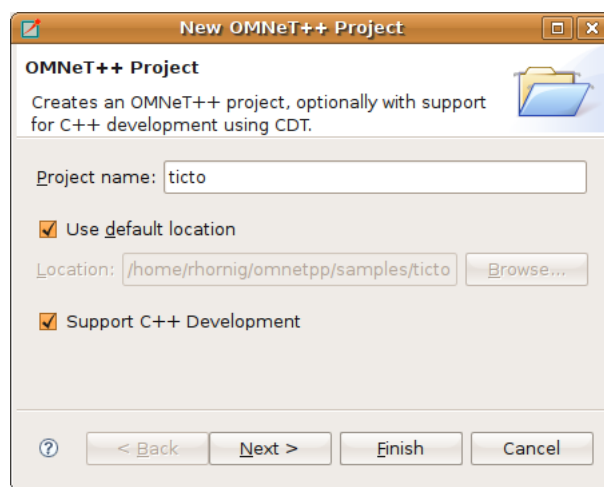 New OMNeT++ Project
OMNeT++ Project
Creates an OMNeT++ project, optionally with support
for C++ development using CDT.
Project name: ticto
Use default location
Location: /home/rhornig/omnetpp/samples/ticto Browse...
Support C++ Development
? < Back Next > Finish Cancel